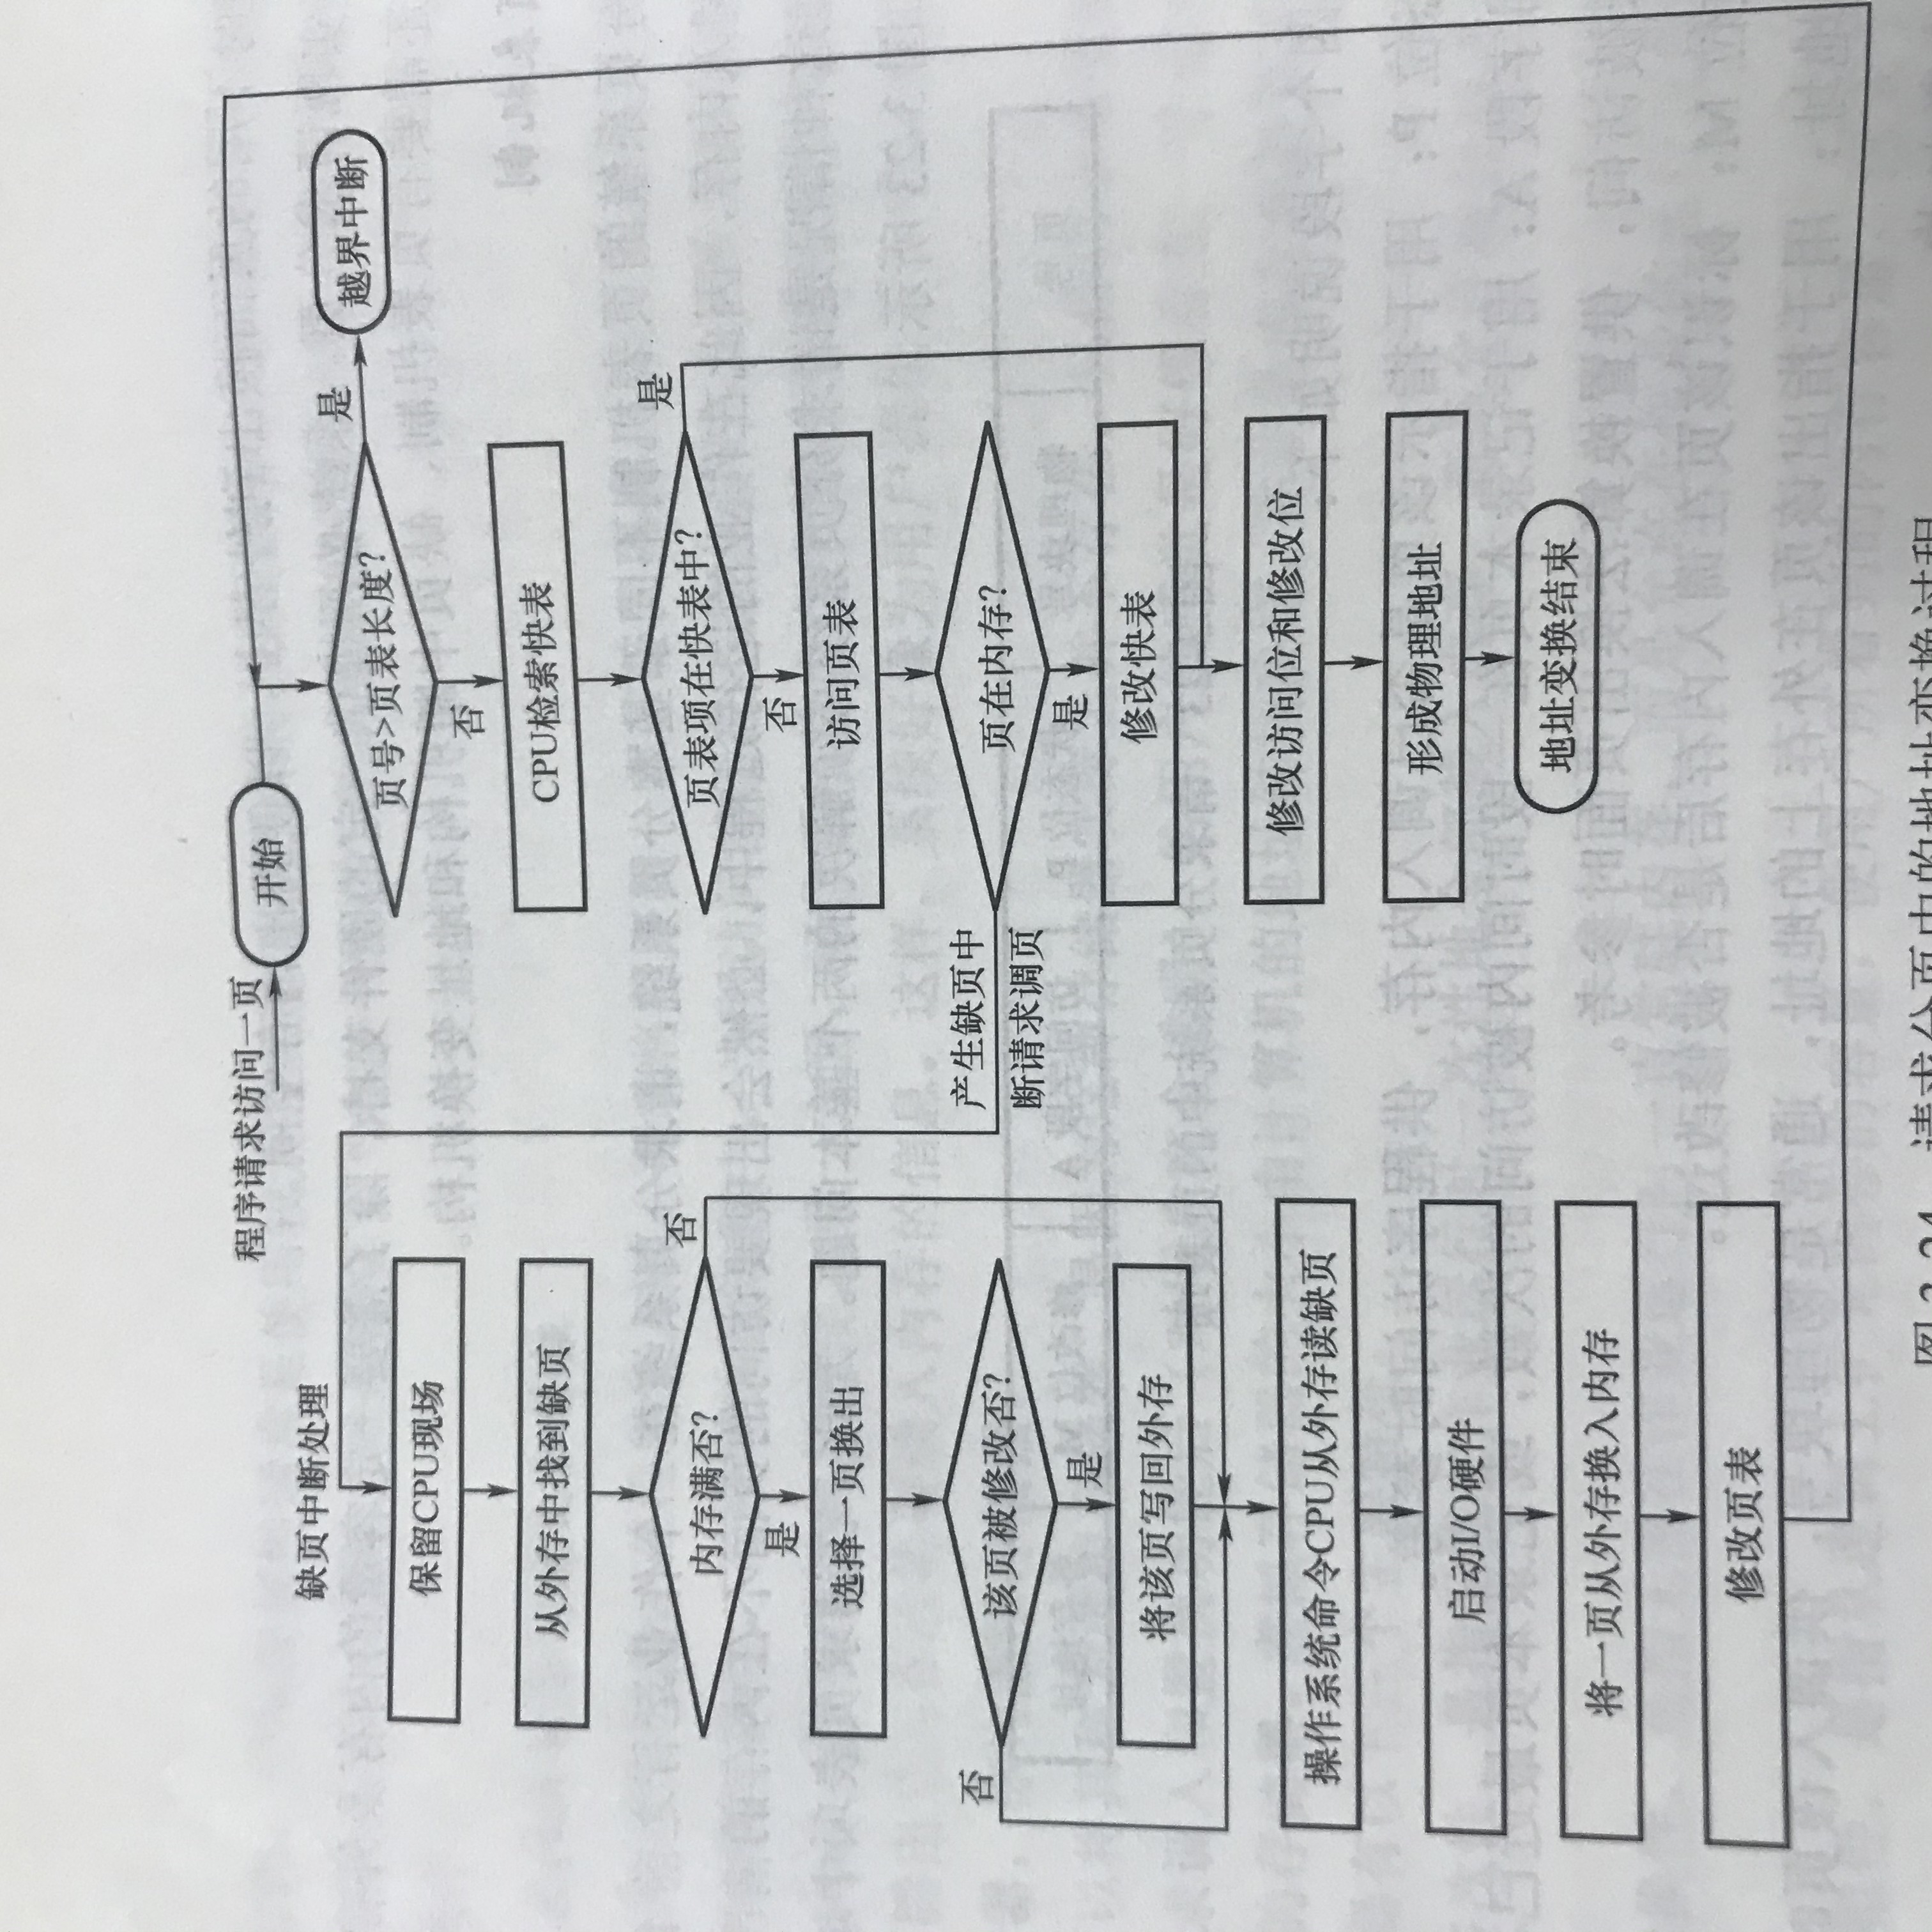 程序请求访问一页
开始
缺页中断处理
页号>页表长度?
是
越界中断
否
保留CPU现场
CPU检索快表
从外存中找到缺页
页表项在快表中?
是
内存满否?
否
是
否
选择一页换出
访问页表
产生缺页中
断请求调页
页在内存?
该页被修改否?
否
是
是
将该页写回外存
修改快表
修改访问位和修改位
操作系统命令CPU从外存读缺页
形成物理地址
启动I/O硬件
地址变换结束
将一页从外存换入内存
修改页表
图 3-24 请求分页中的地址变换过程